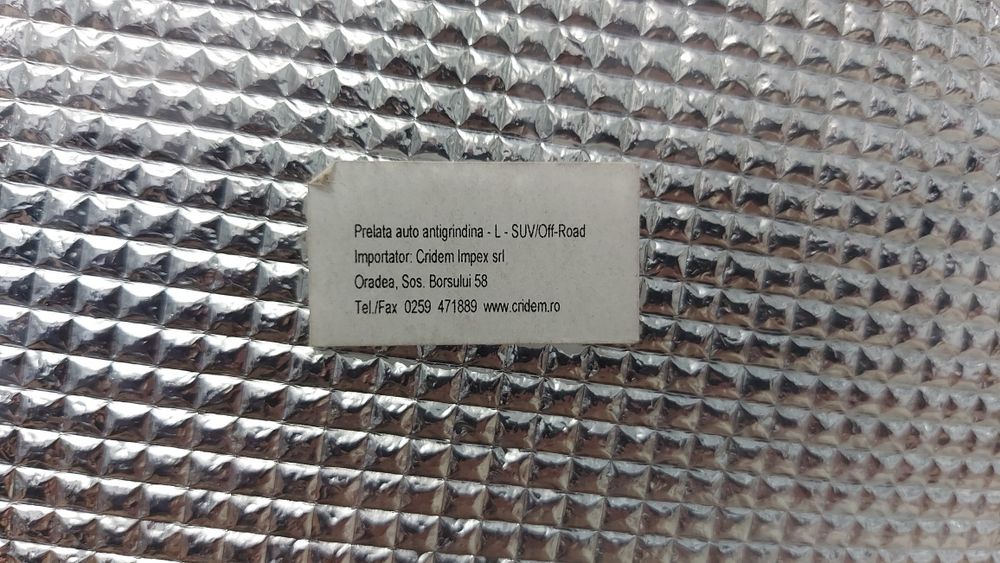 Prelata auto antigrindina - L - SUV/Off-Road
Importator: Cridem Impex srl
Oradea, Sos. Borsului 58
Tel./Fax 0259 471889 www.cridem.ro